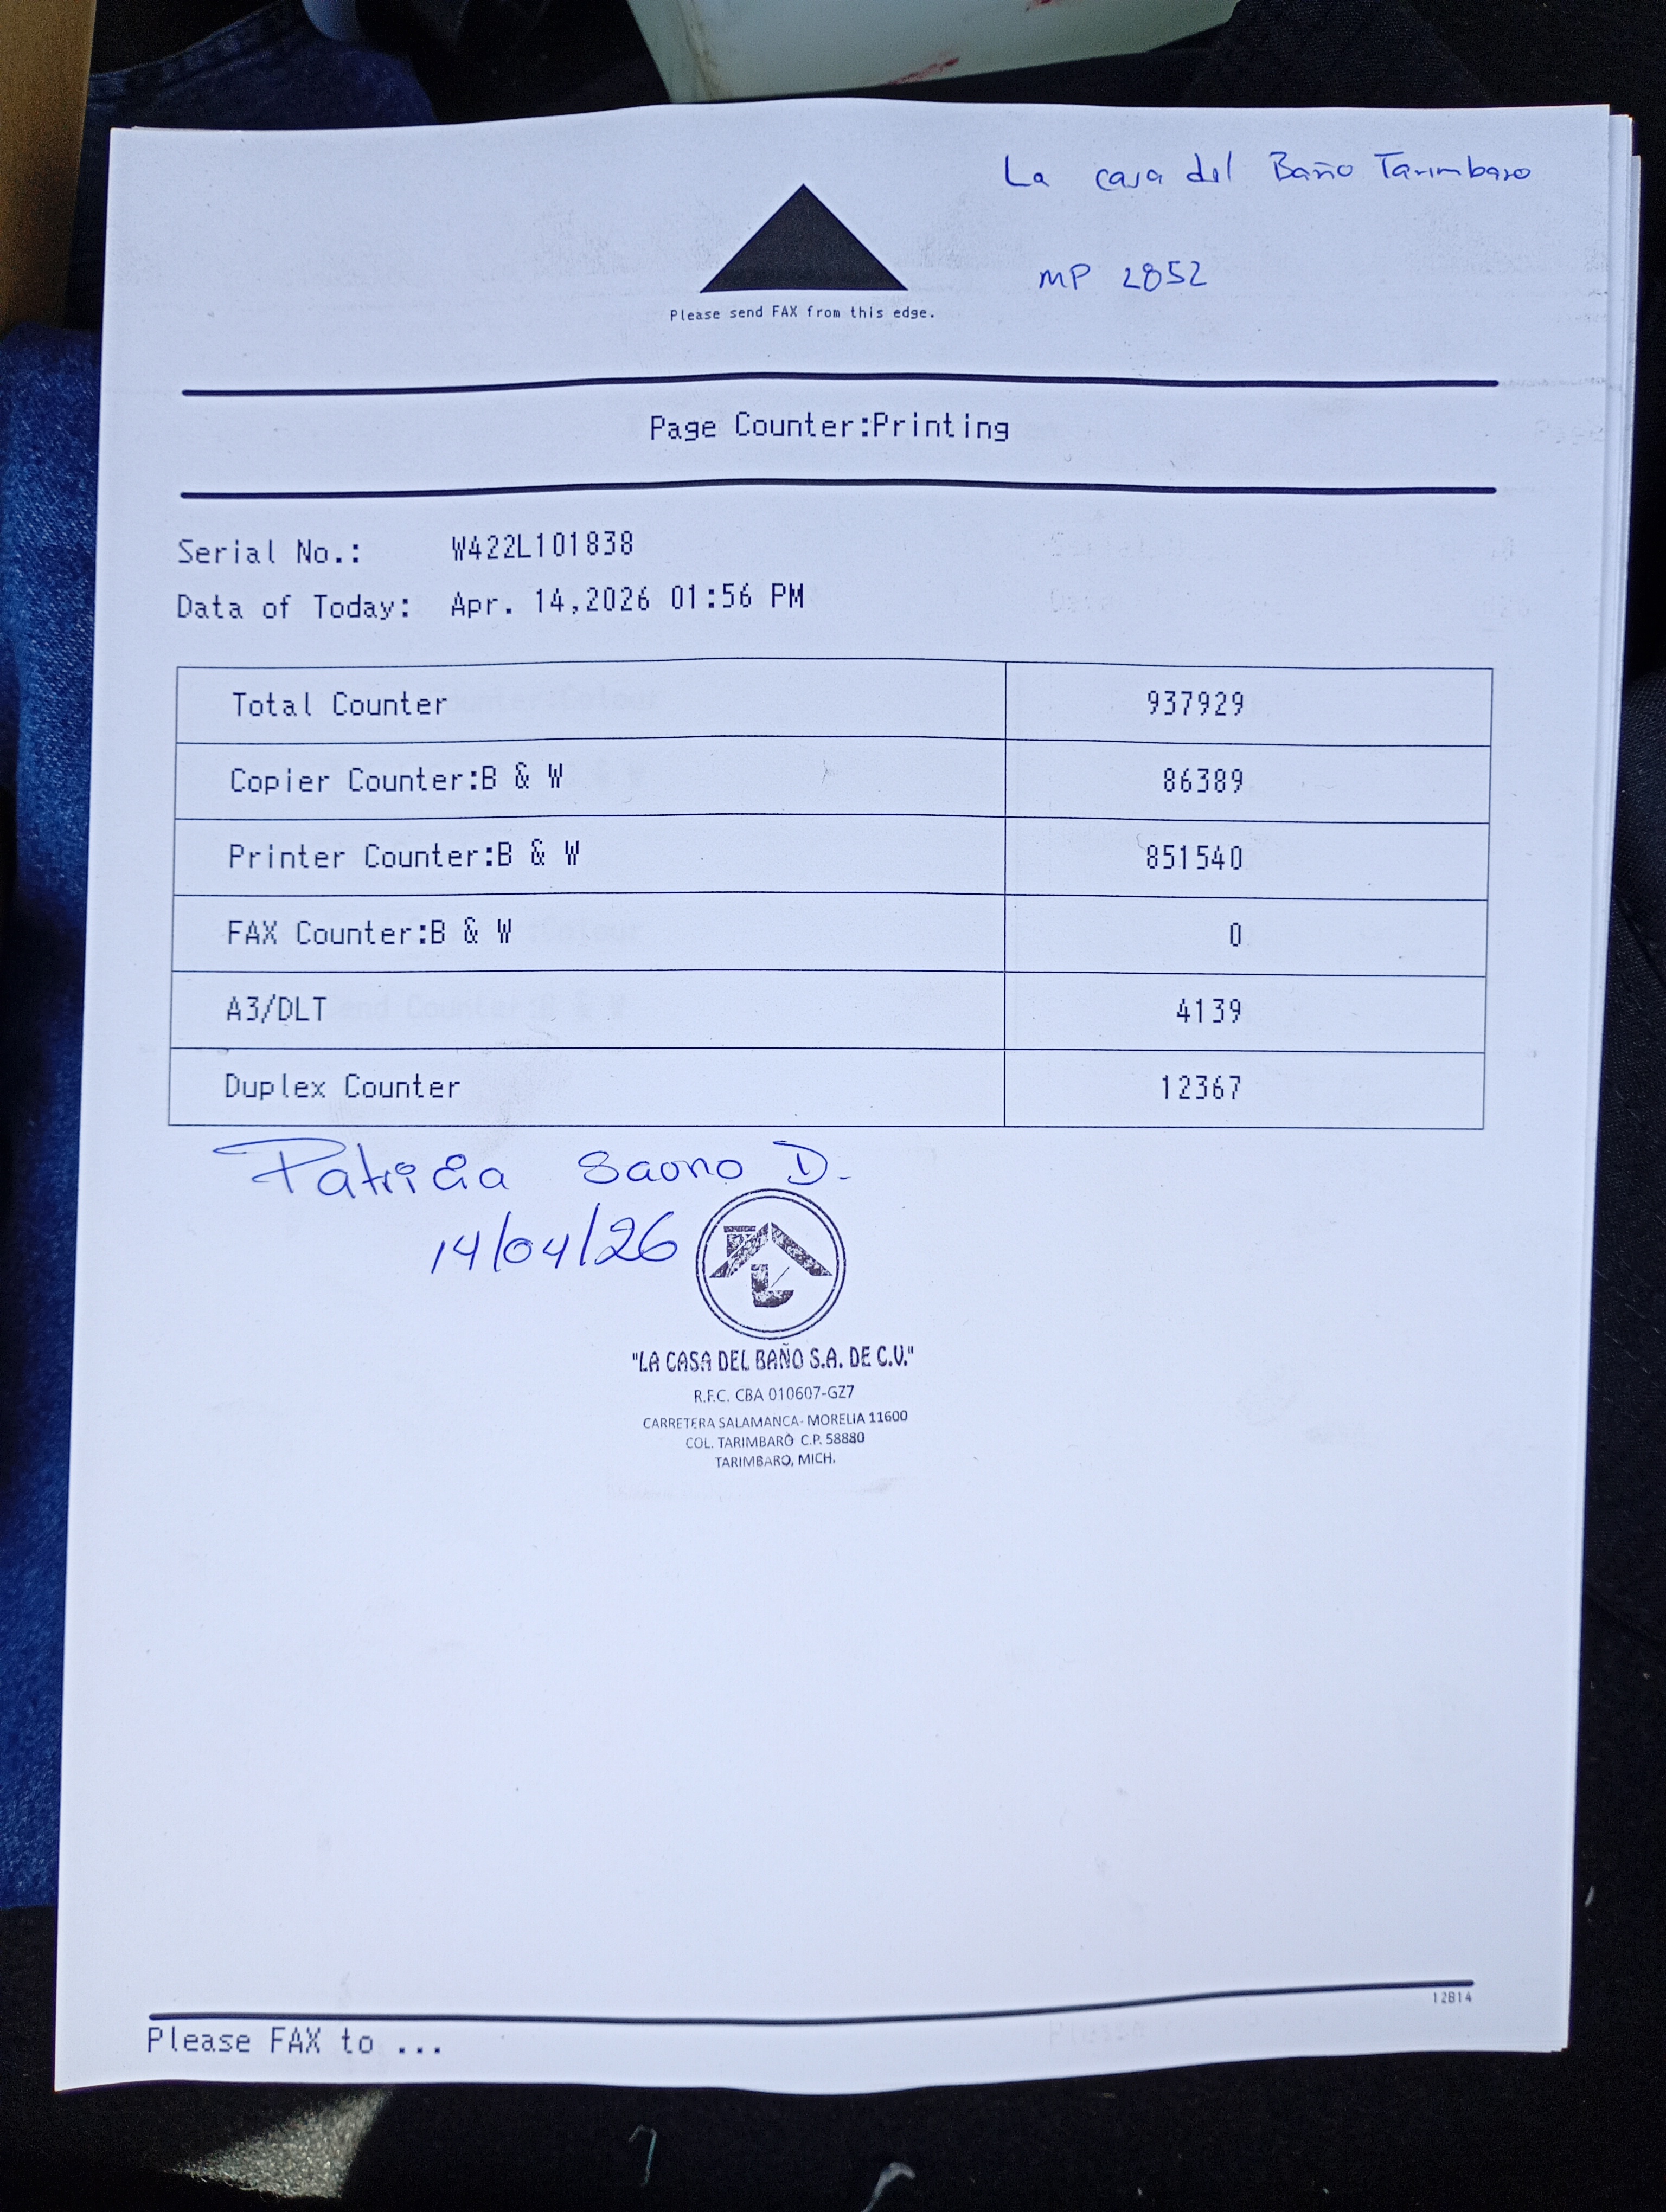 La casa del Baño Tarimbaro
MP 2852
Please send FAX from this edge.
Page Counter:Printing
Serial No.: W422L101838
Data of Today: Apr. 14,2026 01:56 PM
Total Counter 937929
Copier Counter:B & W 86389
Printer Counter:B & W 851540
FAX Counter:B & W 0
A3/DLT 4139
Duplex Counter 12367
Patricia D.
14/04/26
"LA CASA DEL BAÑO S.A. DE C.V."
R.F.C. CBA 010607-GZ7
CARRETERA SALAMANCA- MORELIA 11600
COL. TARIMBARO C.P. 58880
TARIMBARO, MICH.
12814
Please FAX to ...